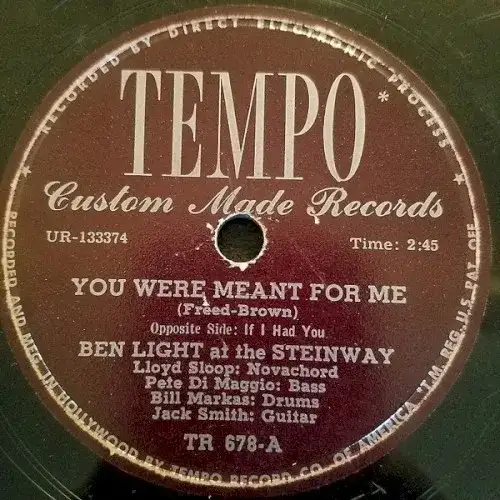 RECORDED BY DIRECT ELECTRONIC PROCESS
TEMPO*
Custom Made Records
UR-133374
Time: 2:45
YOU WERE MEANT FOR ME
(Freed-Brown)
Opposite Side: If I Had You
BEN LIGHT at the STEINWAY
Lloyd Sloop: Novachord
Pete Di Maggio: Bass
Bill Markas: Drums
Jack Smith: Guitar
TR 678-A
RECORDED AND MFG. IN HOLLYWOOD BY TEMPO RECORD CO. OF AMERICA *T.M. REG. U.S. PAT. OFF.